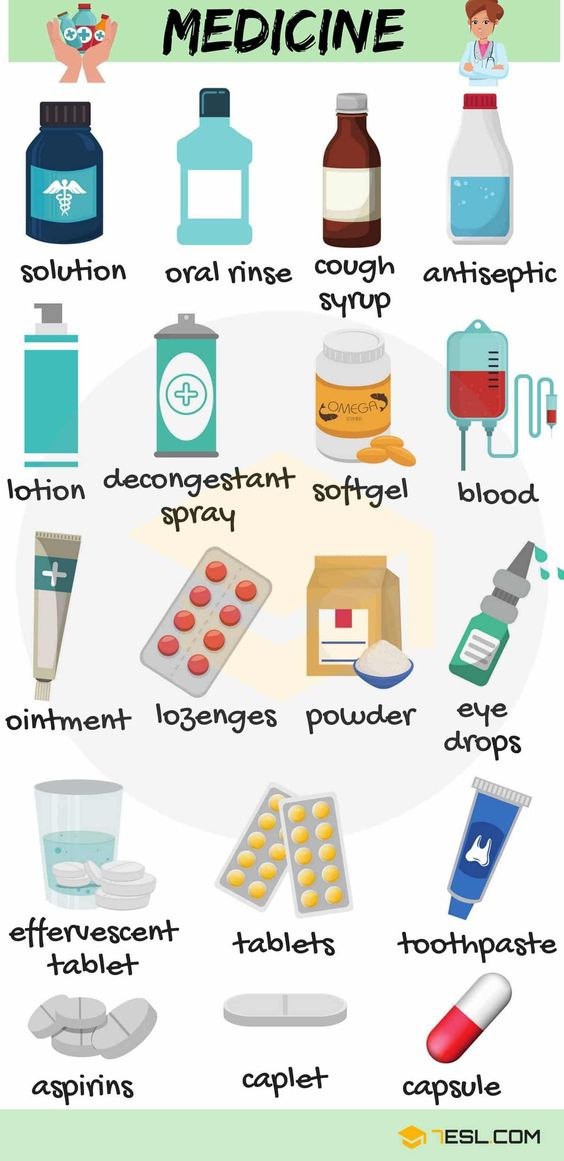 MEDICINE
solution
oral rinse
cough
syrup
antiseptic
OMEGA
lotion
decongestant
spray
softgel
blood
ointment
lozenges
powder
eye
drops
effervescent
tablet
tablets
toothpaste
aspirins
caplet
capsule
7ESL.COM